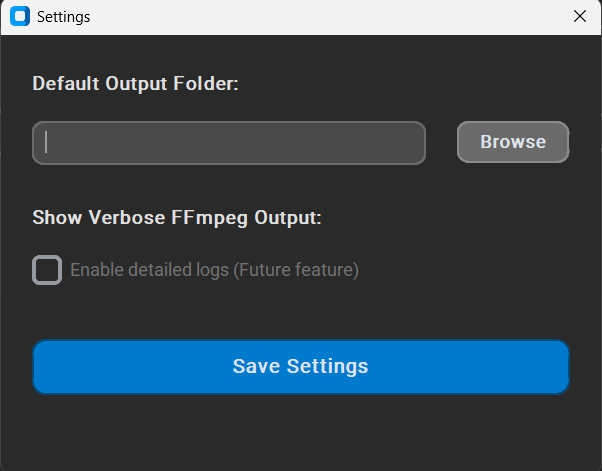 Settings
Default Output Folder:
Browse
Show Verbose FFmpeg Output:
Enable detailed logs (Future feature)
Save Settings